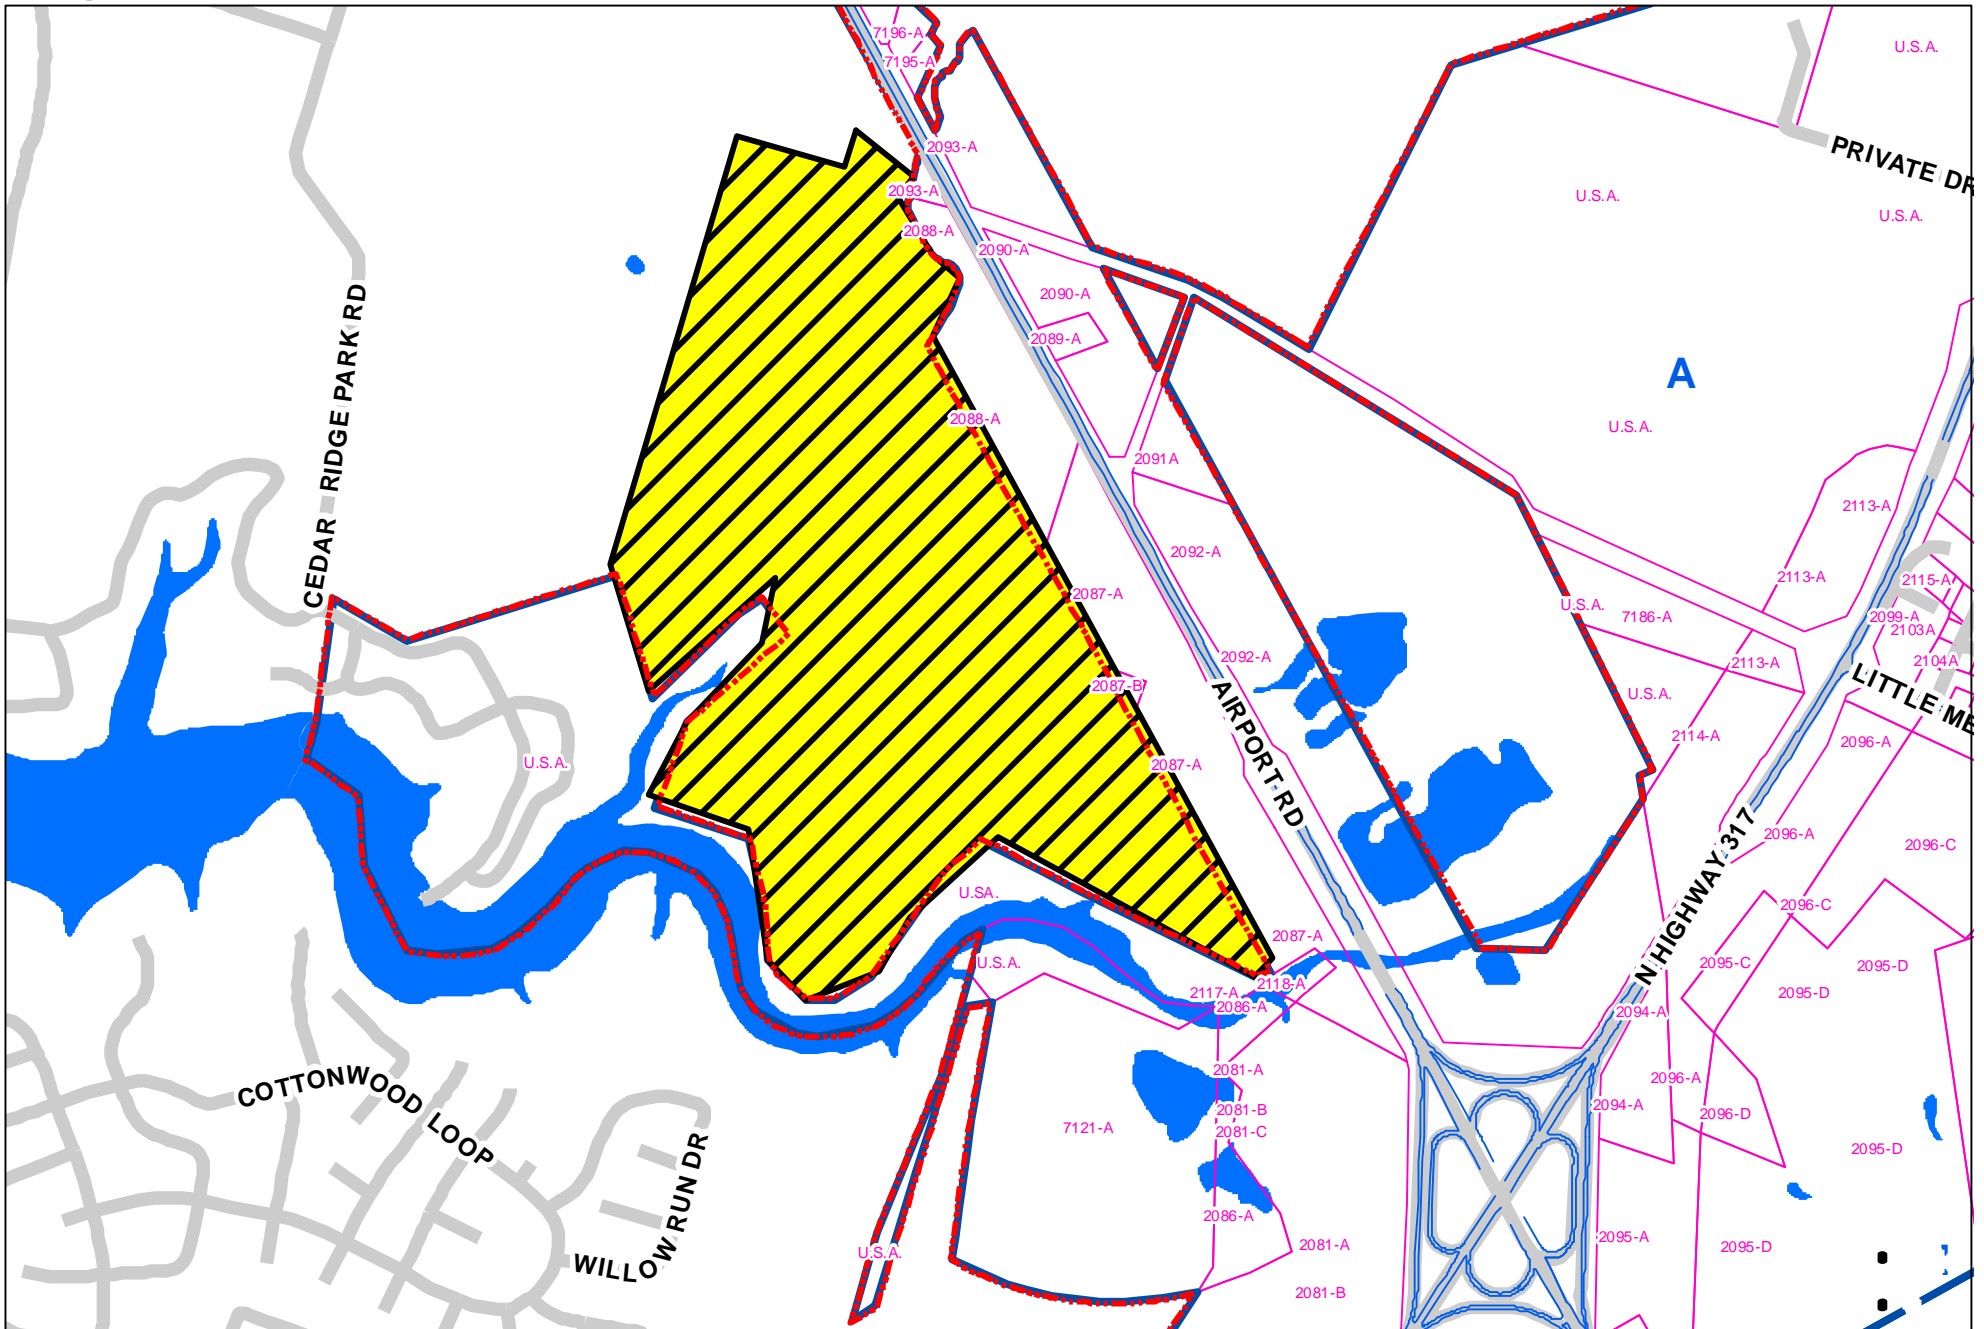 7196-A
U.S.A.
7195-A
2093-A
PRIVATE DR
2093-A
U.S.A.
U.S.A.
2088-A
2090-A
2090-A
2089-A
CEDAR RIDGE PARK RD
A
2088-A
U.S.A.
2091A
2113-A
2092-A
2113-A
2115-A
2087-A
U.S.A.
7186-A
2099-A
2103A
2092-A
2113-A
2104A
2087-B
U.S.A.
LITTLE ME
2114-A
2096-A
U.S.A.
2087-A
AIRPORT RD
2096-A
2096-C
N HIGHWAY 317
U.S.A.
2096-C
2087-A
U.S.A.
2095-C
2095-D
2118-A
2117-A
2095-D
2086-A
2094-A
2081-A
2096-A
COTTONWOOD LOOP
2081-B
2094-A
2096-D
7121-A
2081-C
2095-D
WILLOW RUN DR
2086-A
2095-A
2081-A
2095-D
U.S.A.
2081-B